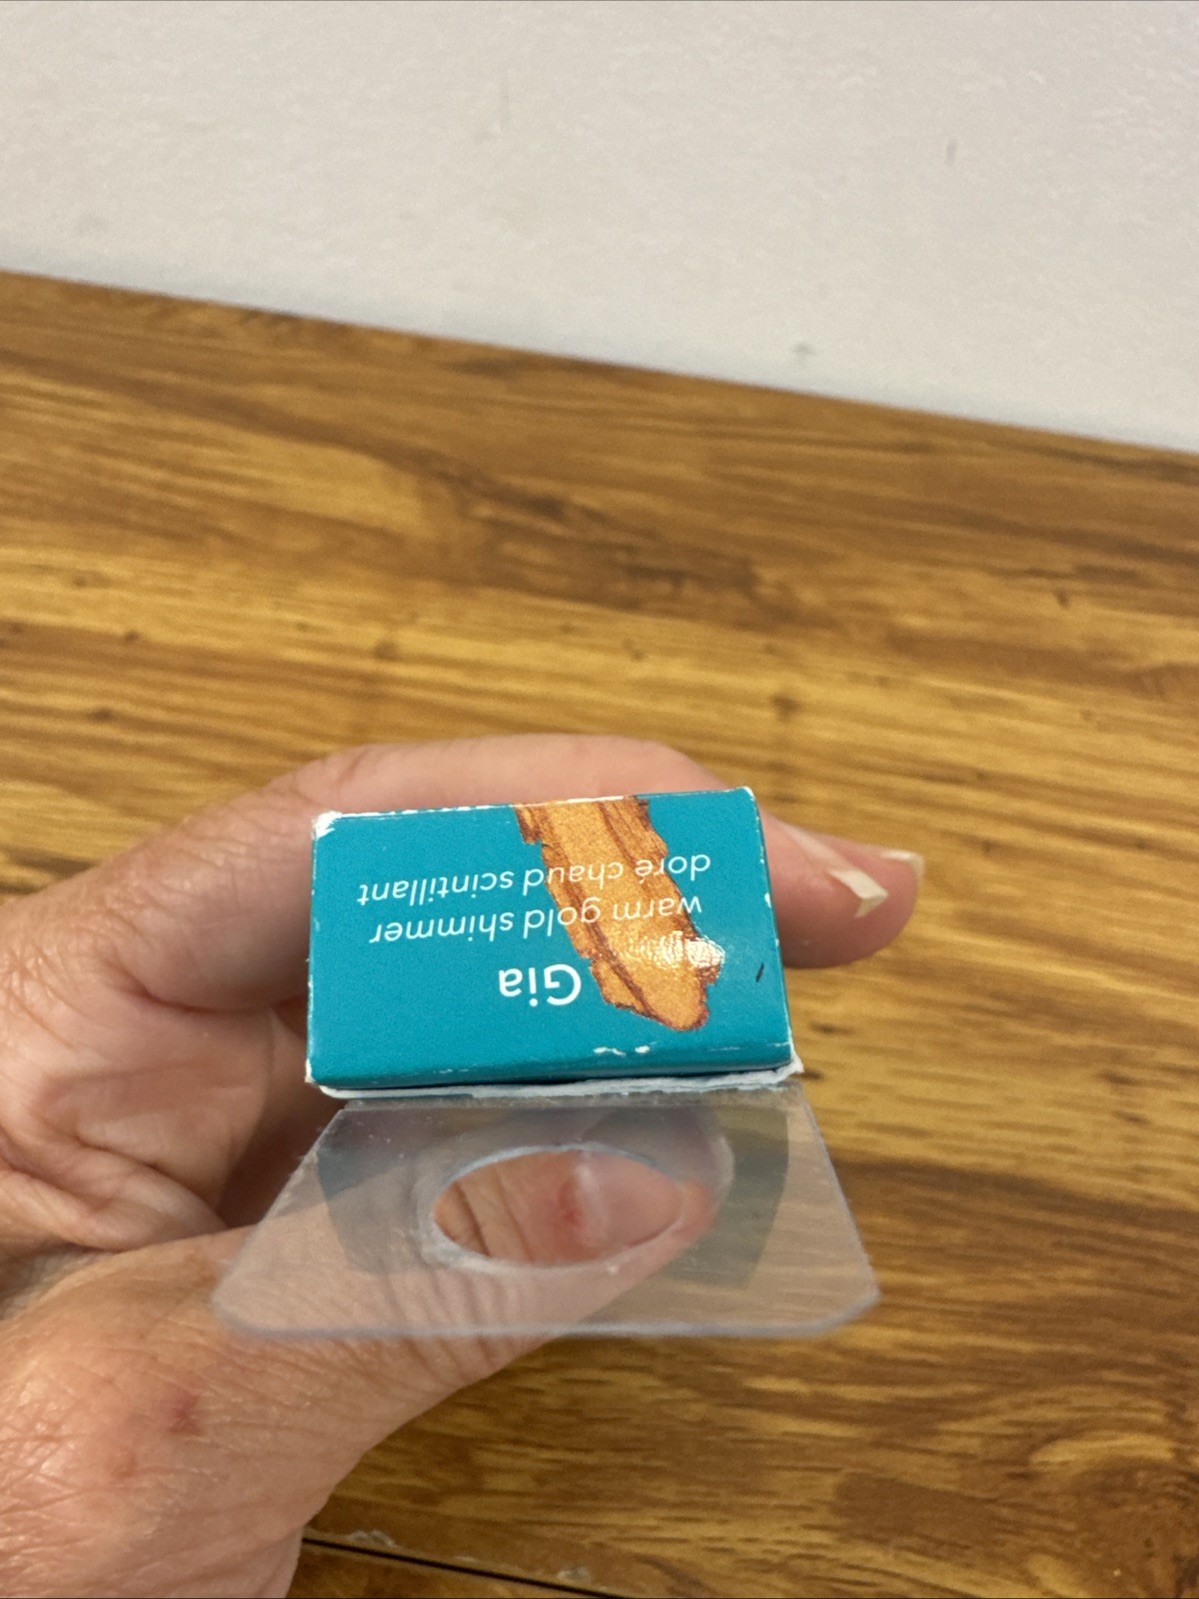 Gia
warm gold shimmer
doré chaud scintillant